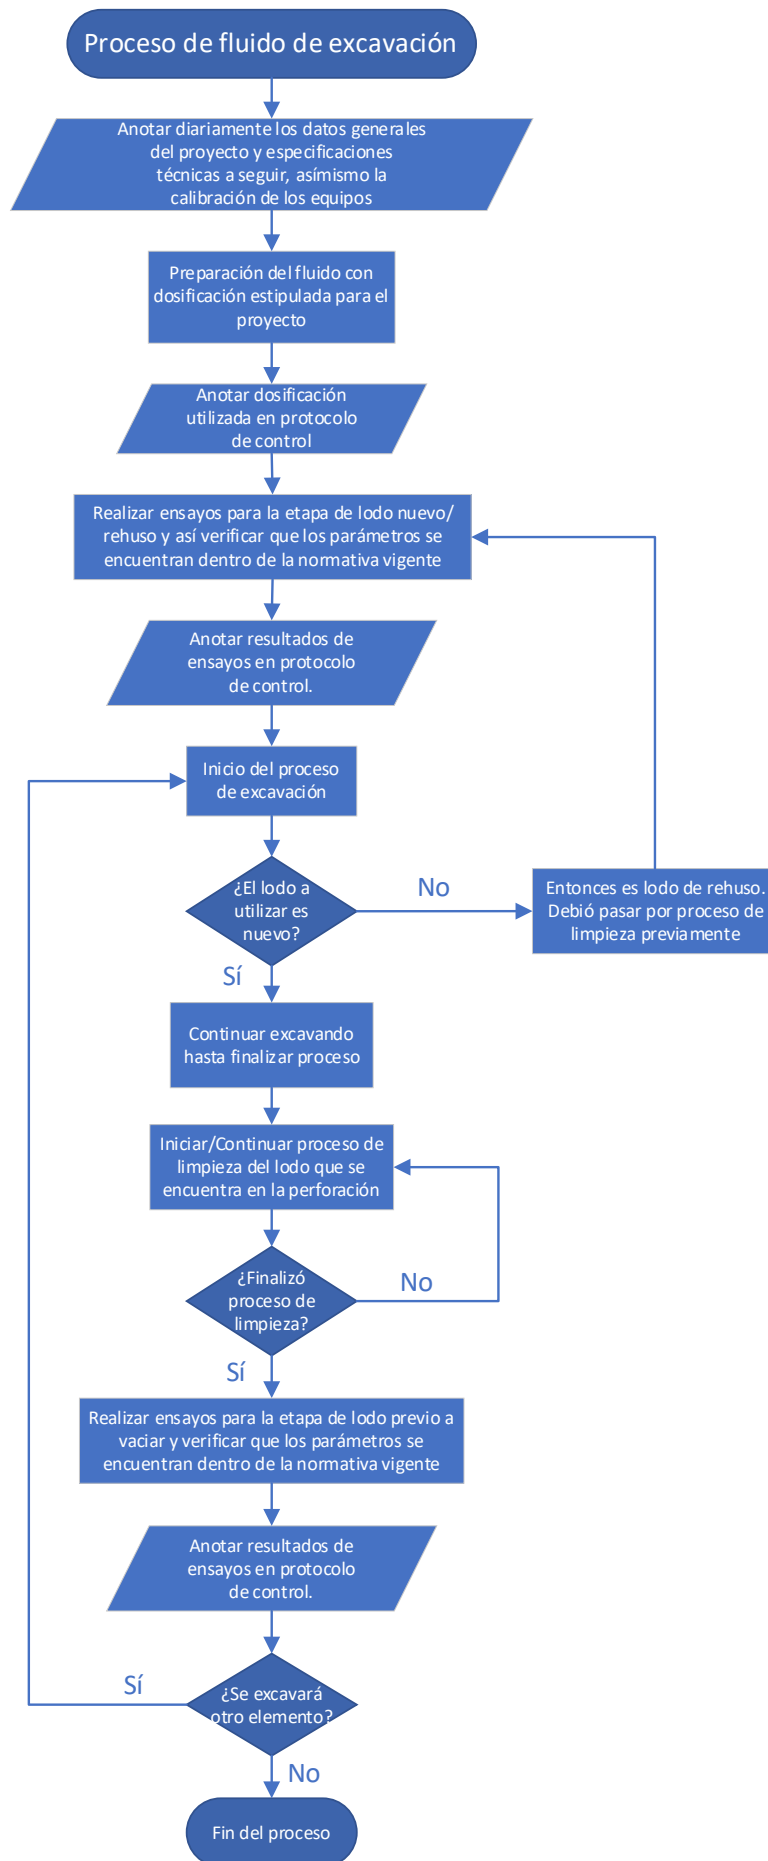 Proceso de fluido de excavación
Anotar diariamente los datos generales
del proyecto y especificaciones
técnicas a seguir, asímismo la
calibración de los equipos
Preparación del fluido con
dosificación estipulada para el
proyecto
Anotar dosificación
utilizada en protocolo
de control
Realizar ensayos para la etapa de lodo nuevo/
rehuso y así verificar que los parámetros se
encuentran dentro de la normativa vigente
Anotar resultados de
ensayos en protocolo
de control.
Inicio del proceso
de excavación
¿El lodo a
utilizar es
nuevo?
No
Entonces es lodo de rehuso.
Debió pasar por proceso de
limpieza previamente
Sí
Continuar excavando
hasta finalizar proceso
Iniciar/Continuar proceso de
limpieza del lodo que se
encuentra en la perforación
¿Finalizó
proceso de
limpieza?
No
Sí
Realizar ensayos para la etapa de lodo previo a
vaciar y verificar que los parámetros se
encuentran dentro de la normativa vigente
Anotar resultados de
ensayos en protocolo
de control.
Sí
¿Se excavará
otro elemento?
No
Fin del proceso